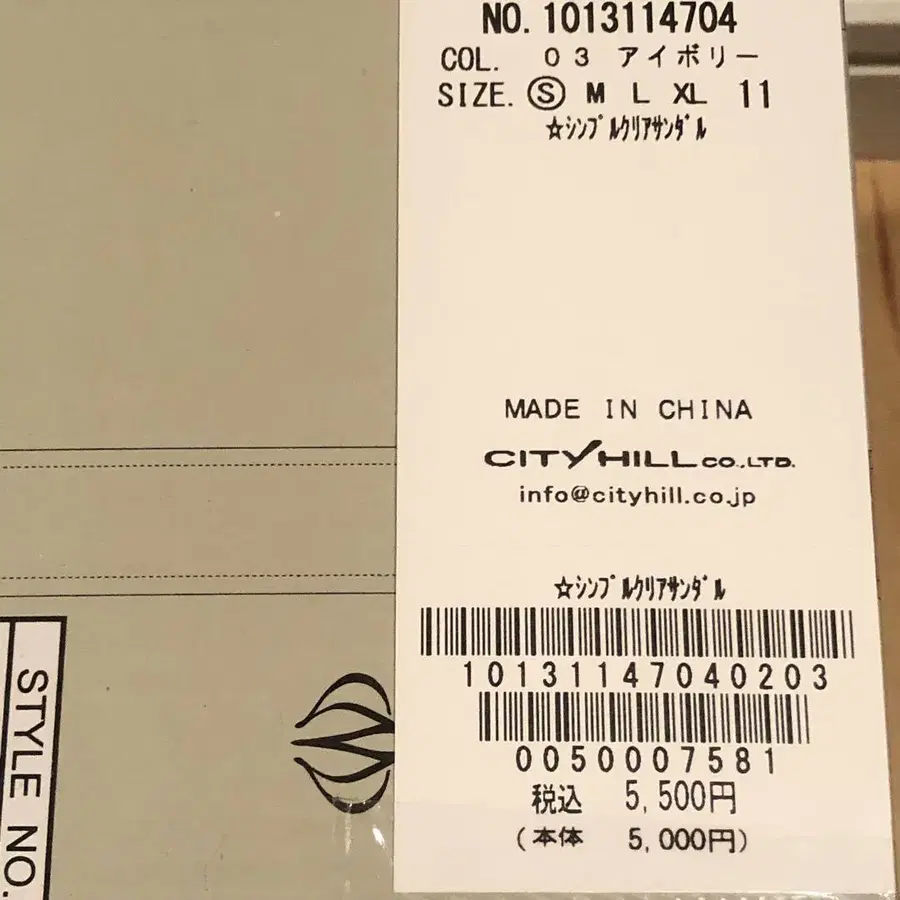 NO. 1013114704
COL. 03 アイボリー
SIZE. Ⓢ M L XL 11
☆ｼﾝﾌﾟﾙｸﾘｱｻﾝﾀﾞﾙ
MADE IN CHINA
CITY HILL CO.,LTD.
info@cityhill.co.jp
☆ｼﾝﾌﾟﾙｸﾘｱｻﾝﾀﾞﾙ
10131147040203
0050007581
税込 5,500円
(本体 5,000円)
STYLE NO.